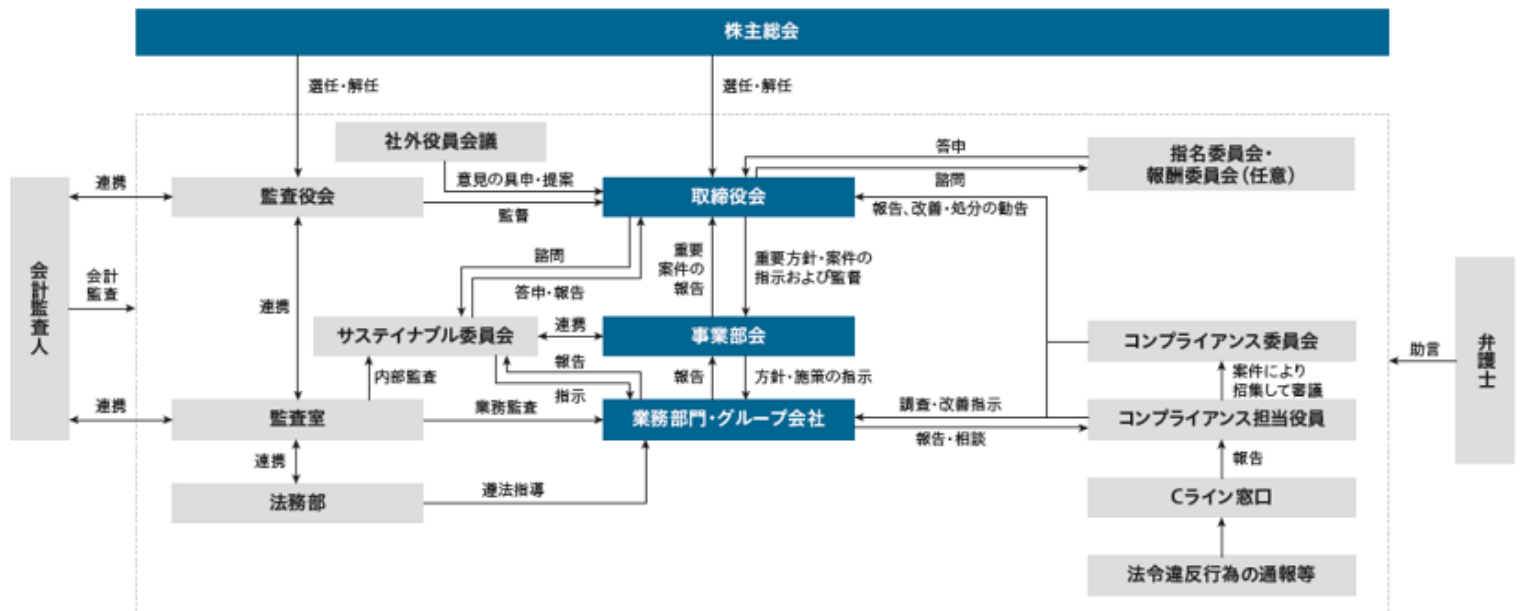 株主総会
選任・解任
選任・解任
社外役員会議
答申
指名委員会・
報酬委員会（任意）
諮問
連携
監査役会
意見の具申・提案
監督
取締役会
報告、改善・処分の勧告
会計監査人
会計
監査
連携
諮問
答申・報告
重要
案件の
報告
重要方針・案件の
指示および監督
サステイナブル委員会
連携
事業部会
コンプライアンス委員会
助言
弁護士
内部監査
報告
指示
報告
方針・施策の指示
案件により
招集して審議
連携
監査室
業務監査
業務部門・グループ会社
調査・改善指示
報告・相談
コンプライアンス担当役員
連携
報告
法務部
遵法指導
Cライン窓口
法令違反行為の通報等